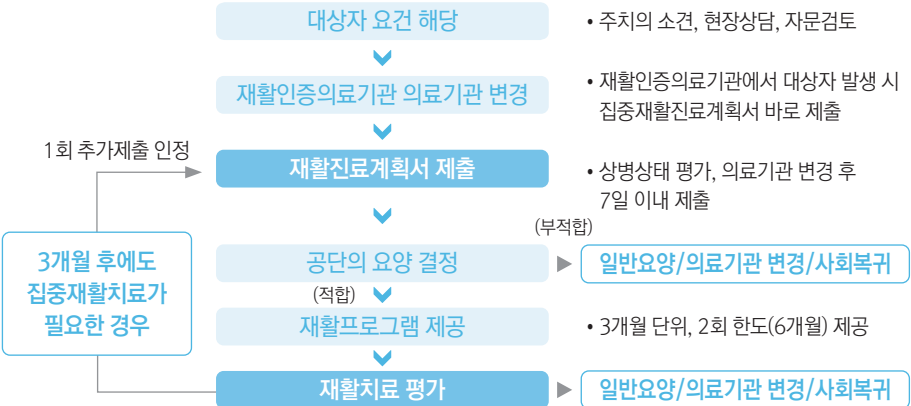 대상자 요건 해당
• 주치의 소견, 현장상담, 자문검토
재활인증의료기관 의료기관 변경
• 재활인증의료기관에서 대상자 발생 시
집중재활진료계획서 바로 제출
1회 추가제출 인정
재활진료계획서 제출
• 상병상태 평가, 의료기관 변경 후
7일 이내 제출
(부적합)
3개월 후에도
집중재활치료가
필요한 경우
공단의 요양 결정
일반요양/의료기관 변경/사회복귀
(적합)
재활프로그램 제공
• 3개월 단위, 2회 한도(6개월) 제공
재활치료 평가
일반요양/의료기관 변경/사회복귀